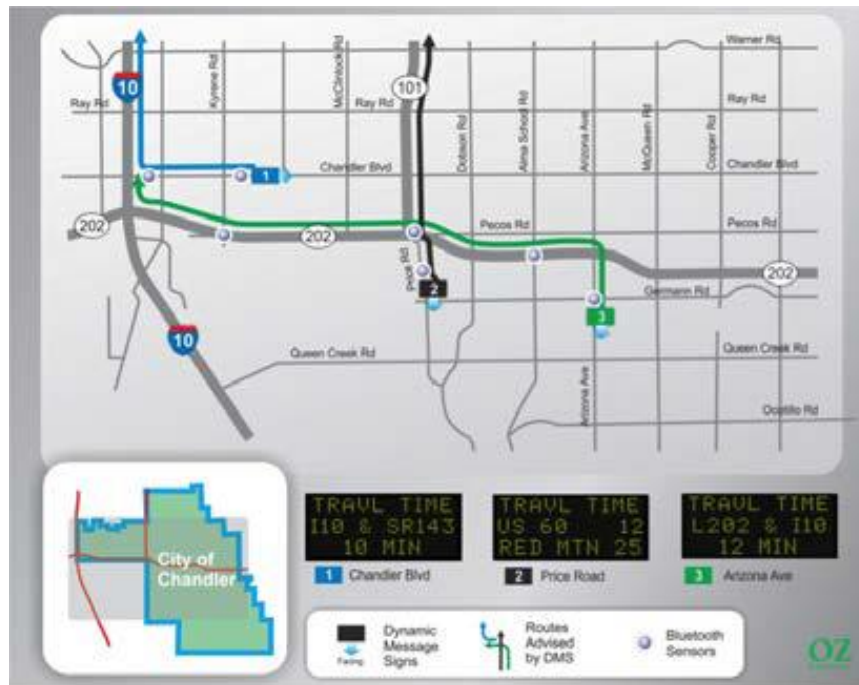 Warner Rd
10
Kyrene Rd
McClintock Rd
101
Ray Rd
Ray Rd
Ray Rd
Dobson Rd
Alma School Rd
Arizona Ave
McQueen Rd
Cooper Rd
Chandler Blvd
Chandler Blvd
1
202
202
Pecos Rd
Pecos Rd
Price Rd
202
2
Germann Rd
3
10
Queen Creek Rd
Queen Creek Rd
Arizona Ave
Ocotillo Rd
City of
Chandler
TRAVL TIME
I10 & SR143
10 MIN
1 Chandler Blvd
TRAVL TIME
US 60 12
RED MTN 25
2 Price Road
TRAVL TIME
L202 & I10
12 MIN
3 Arizona Ave
Facing
Dynamic
Message
Signs
Routes
Advised
by DMS
Bluetooth
Sensors
OZ